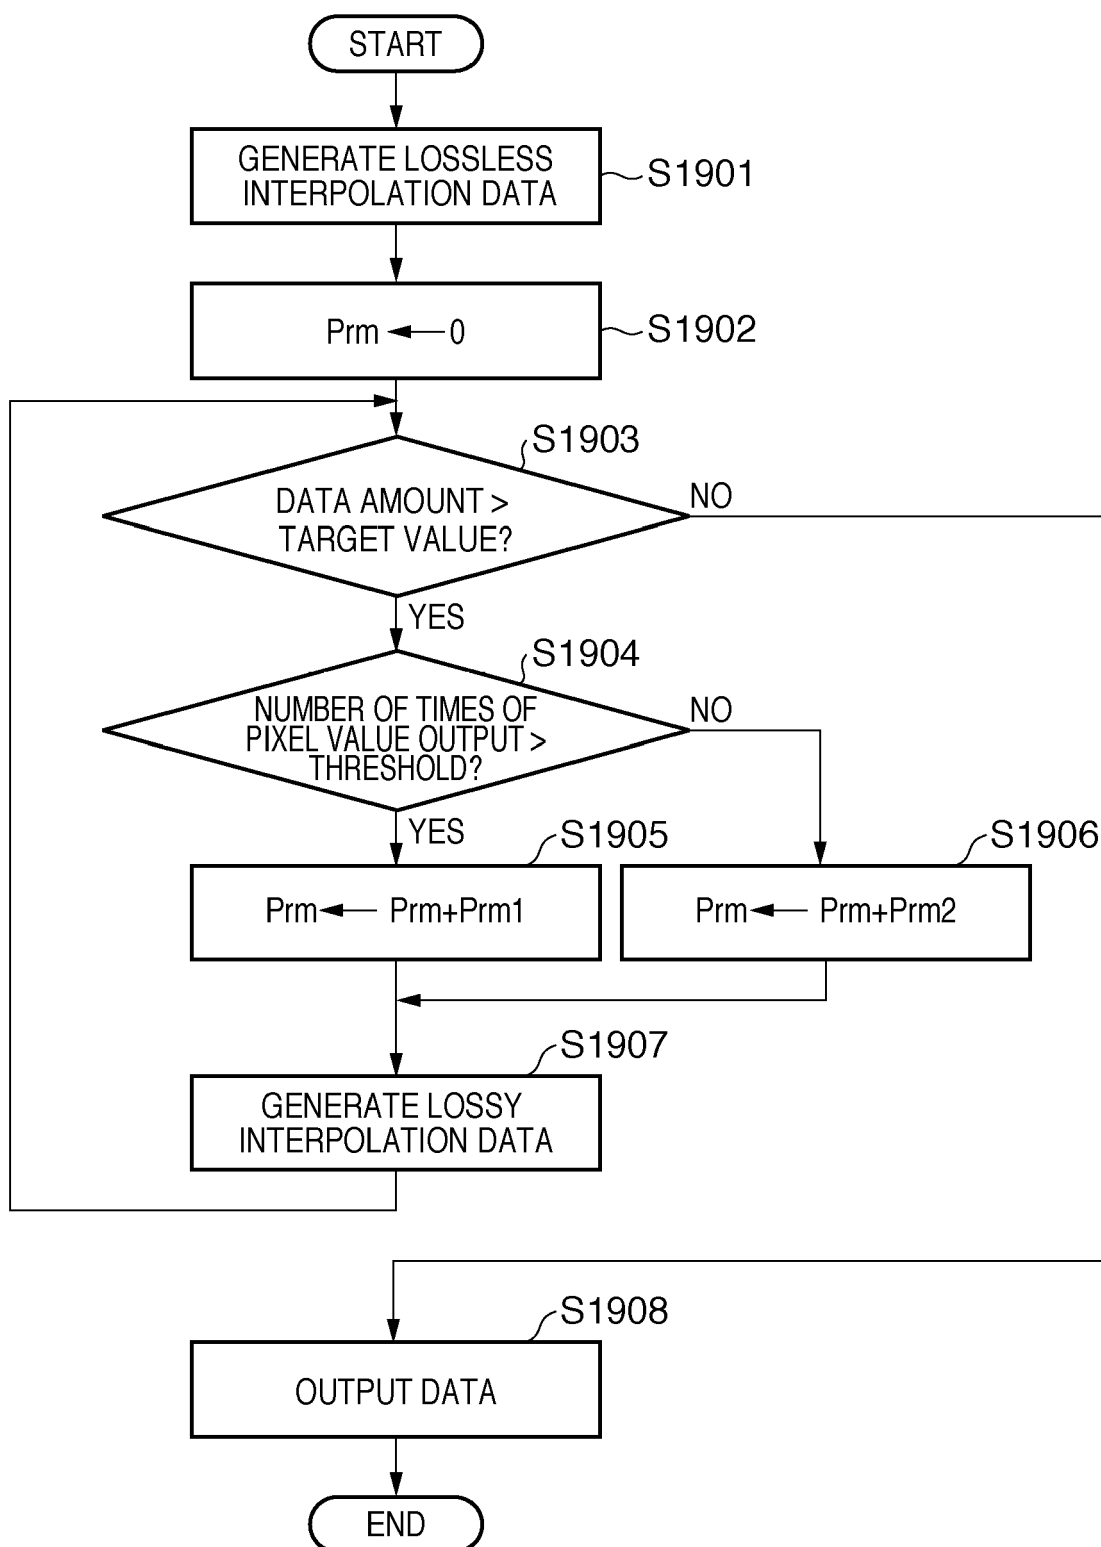 START
GENERATE LOSSLESS
INTERPOLATION DATA
S1901
Prm ← 0
S1902
S1903
DATA AMOUNT >
TARGET VALUE?
NO
YES
S1904
NUMBER OF TIMES OF
PIXEL VALUE OUTPUT >
THRESHOLD?
NO
YES
S1905
Prm ← Prm+Prm1
S1906
Prm ← Prm+Prm2
S1907
GENERATE LOSSY
INTERPOLATION DATA
S1908
OUTPUT DATA
END